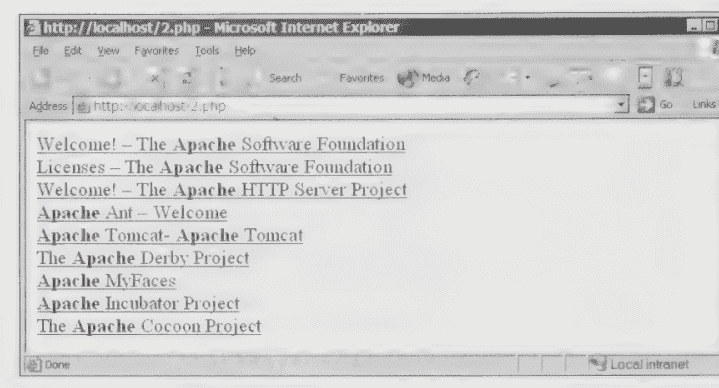 http://localhost/2.php - Microsoft Internet Explorer
File Edit View Favorites Tools Help
Search Favorites Media
Address http://localhost/2.php Go Links
Welcome! – The Apache Software Foundation
Licenses – The Apache Software Foundation
Welcome! – The Apache HTTP Server Project
Apache Ant – Welcome
Apache Tomcat- Apache Tomcat
The Apache Derby Project
Apache MyFaces
Apache Incubator Project
The Apache Cocoon Project
Done Local intranet